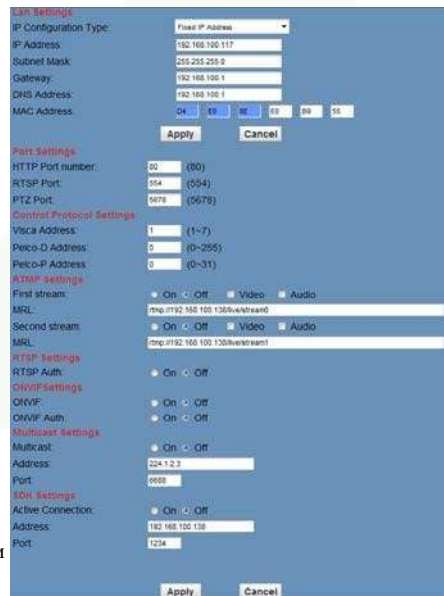 Lan Settings
IP Configuration Type: Fixed IP Address
IP Address: 192.168.100.117
Subnet Mask: 255.255.255.0
Gateway: 192.168.100.1
DNS Address: 192.168.100.1
MAC Address: D4 E0 8E 69 B9 55
Apply Cancel
Port Settings
HTTP Port number: 80 (80)
RTSP Port: 554 (554)
PTZ Port: 5678 (5678)
Control Protocol Settings
Visca Address: 1 (1~7)
Pelco-D Address: 0 (0~255)
Pelco-P Address: 0 (0~31)
RTMP Settings
First stream: On Off Video Audio
MRL: rtmp://192.168.100.138/live/stream0
Second stream: On Off Video Audio
MRL: rtmp://192.168.100.138/live/stream1
RTSP Settings
RTSP Auth: On Off
ONVIFSettings
ONVIF: On Off
ONVIF Auth: On Off
Multicast Settings
Multicast: On Off
Address: 224.1.2.3
Port: 6688
SDK Settings
Active Connection: On Off
Address: 192.168.100.138
Port: 1234
Apply Cancel